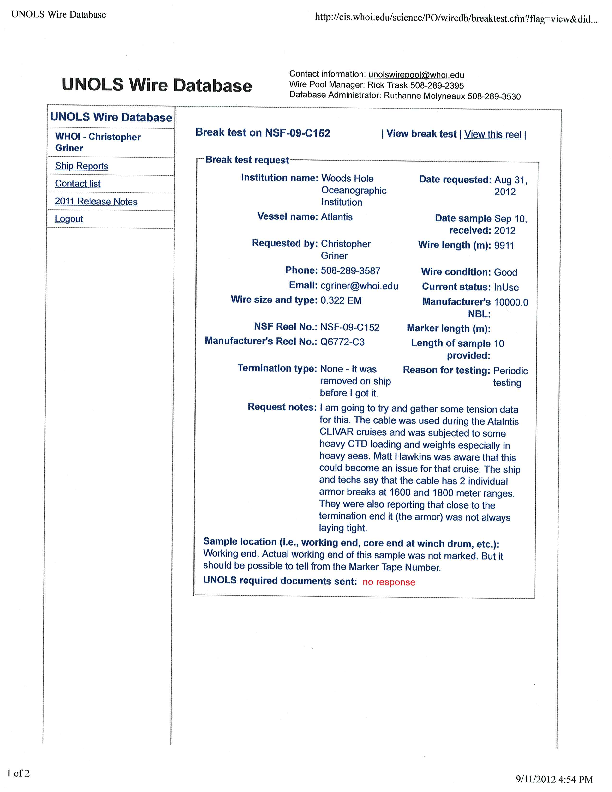 UNOLS Wire Database
http://cis.whoi.edu/science/PO/wiredb/breaktest.cfm?flag=view&did...
UNOLS Wire Database
Contact information: unolswirepool@whoi.edu
Wire Pool Manager: Rick Trask 508-289-2395
Database Administrator: Ruthanne Molyneaux 508-289-3530
UNOLS Wire Database
WHOI - Christopher
Griner
Ship Reports
Contact list
2011 Release Notes
Logout
Break test on NSF-09-C152 | View break test | View this reel |
Break test request
Institution name: Woods Hole
Oceanographic
Institution
Date requested: Aug 31,
2012
Vessel name: Atlantis
Date sample Sep 10,
received: 2012
Requested by: Christopher
Griner
Wire length (m): 9911
Phone: 508-289-3587
Wire condition: Good
Email: cgriner@whoi.edu
Current status: InUse
Wire size and type: 0.322 EM
Manufacturer's 10000.0
NBL:
NSF Reel No.: NSF-09-C152
Marker length (m):
Manufacturer's Reel No.: Q6772-C3
Length of sample 10
provided:
Termination type: None - It was
removed on ship
before I got it.
Reason for testing: Periodic
testing
Request notes: I am going to try and gather some tension data
for this. The cable was used during the Atalntis
CLIVAR cruises and was subjected to some
heavy CTD loading and weights especially in
heavy seas. Matt Hawkins was aware that this
could become an issue for that cruise. The ship
and techs say that the cable has 2 individual
armor breaks at 1600 and 1800 meter ranges.
They were also reporting that close to the
termination end it (the armor) was not always
laying tight.
Sample location (i.e., working end, core end at winch drum, etc.):
Working end. Actual working end of this sample was not marked. But it
should be possible to tell from the Marker Tape Number.
UNOLS required documents sent: no response
1 of 2
9/11/2012 4:54 PM